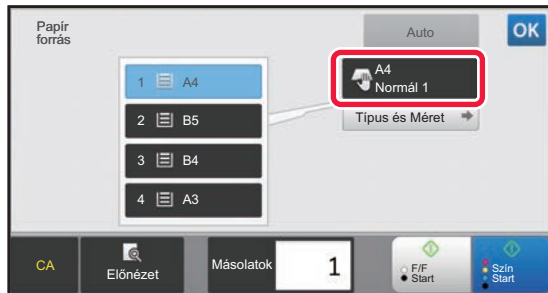 Papír
forrás
Auto
OK
1 A4
2 B5
3 B4
4 A3
A4
Normál 1
Típus és Méret
CA
Előnézet
Másolatok
1
F/F
Start
Szín
Start